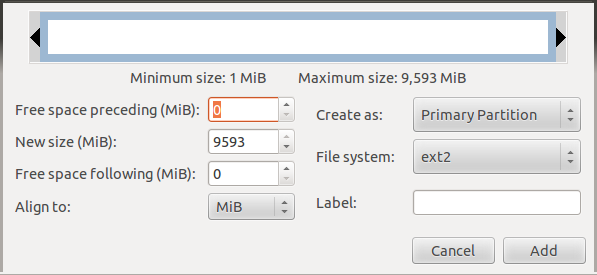 Minimum size: 1 MiB Maximum size: 9,593 MiB
Free space preceding (MiB): 0
New size (MiB): 9593
Free space following (MiB): 0
Align to: MiB
Create as: Primary Partition
File system: ext2
Label:
Cancel Add